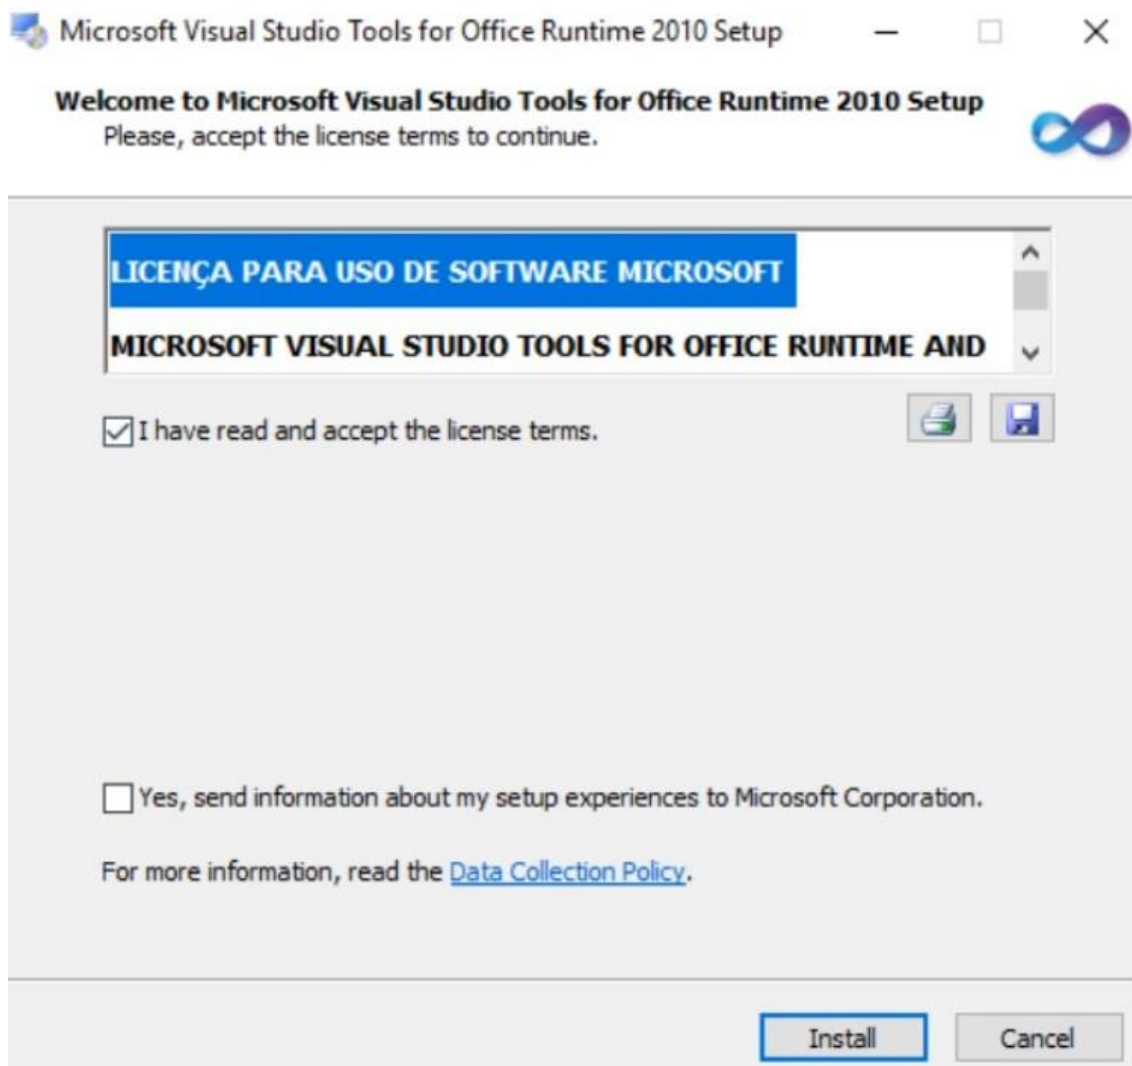 Microsoft Visual Studio Tools for Office Runtime 2010 Setup
Welcome to Microsoft Visual Studio Tools for Office Runtime 2010 Setup
Please, accept the license terms to continue.
LICENÇA PARA USO DE SOFTWARE MICROSOFT
MICROSOFT VISUAL STUDIO TOOLS FOR OFFICE RUNTIME AND
I have read and accept the license terms.
Yes, send information about my setup experiences to Microsoft Corporation.
For more information, read the Data Collection Policy.
Install
Cancel